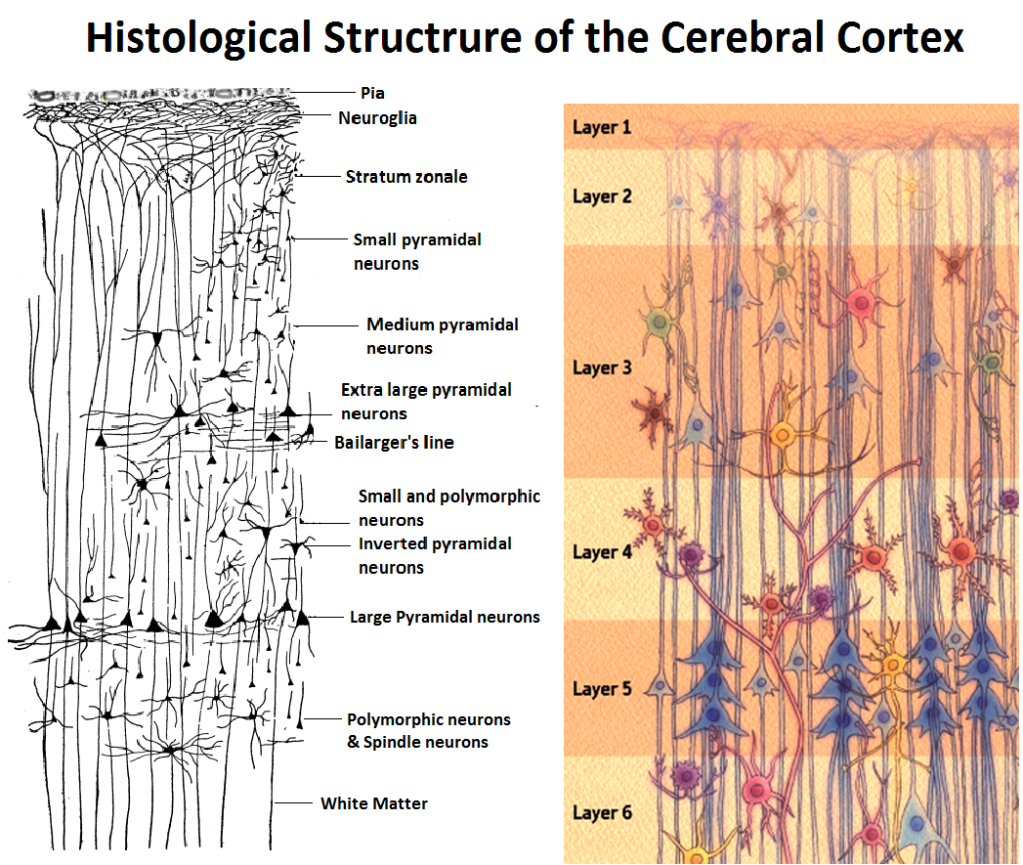 Histological Structrure of the Cerebral Cortex
Pia
Neuroglia
Stratum zonale
Small pyramidal
neurons
Medium pyramidal
neurons
Extra large pyramidal
neurons
Bailarger's line
Small and polymorphic
neurons
Inverted pyramidal
neurons
Large Pyramidal neurons
Polymorphic neurons
& Spindle neurons
White Matter
Layer 1
Layer 2
Layer 3
Layer 4
Layer 5
Layer 6